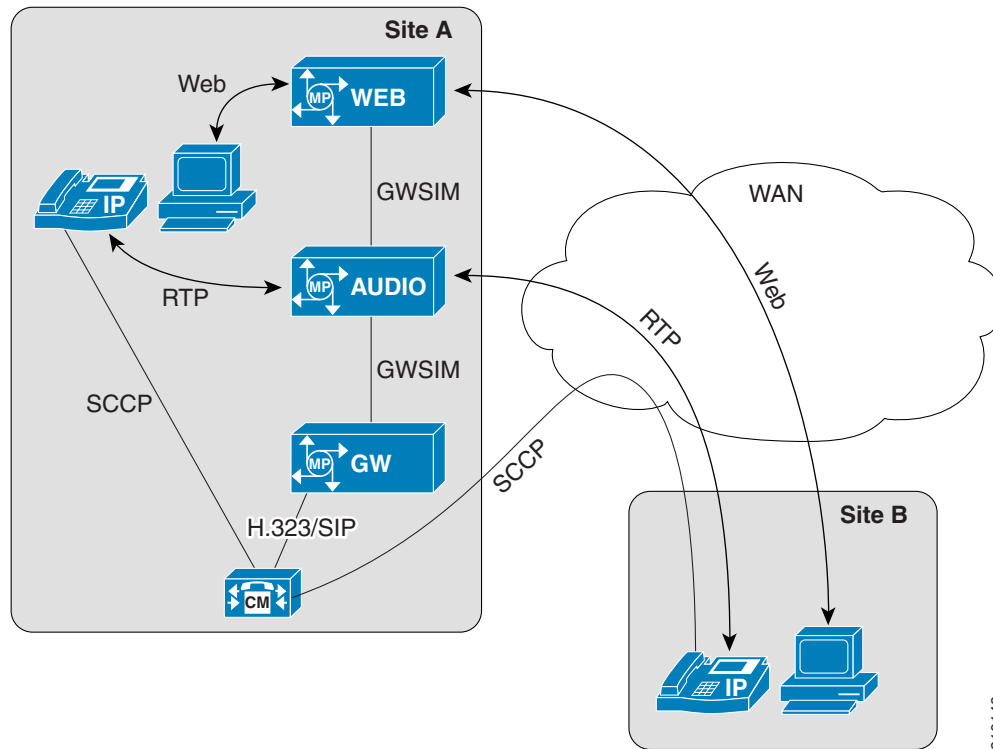 Site A
Web
MP WEB
GWSIM
IP
WAN
MP AUDIO
Web
RTP
RTP
GWSIM
SCCP
MP GW
SCCP
H.323/SIP
Site B
CM
IP